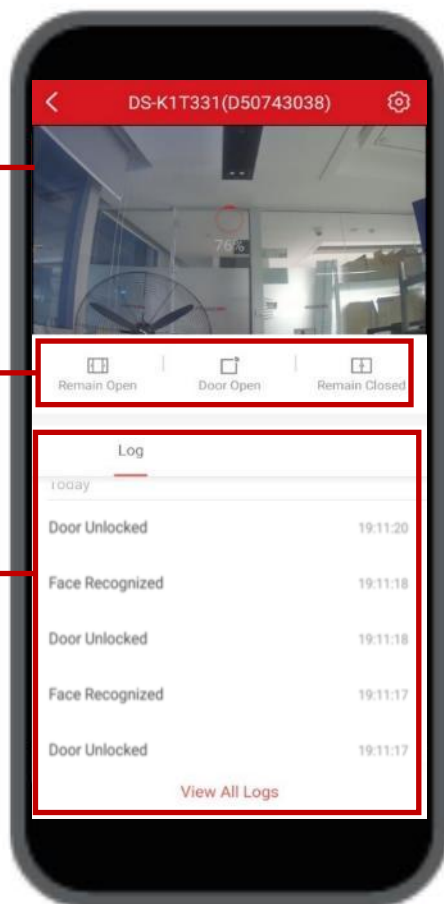 DS-K1T331(D50743038)
76%
Remain Open Door Open Remain Closed
Log
Today
Door Unlocked 19:11:20
Face Recognized 19:11:18
Door Unlocked 19:11:18
Face Recognized 19:11:17
Door Unlocked 19:11:17
View All Logs